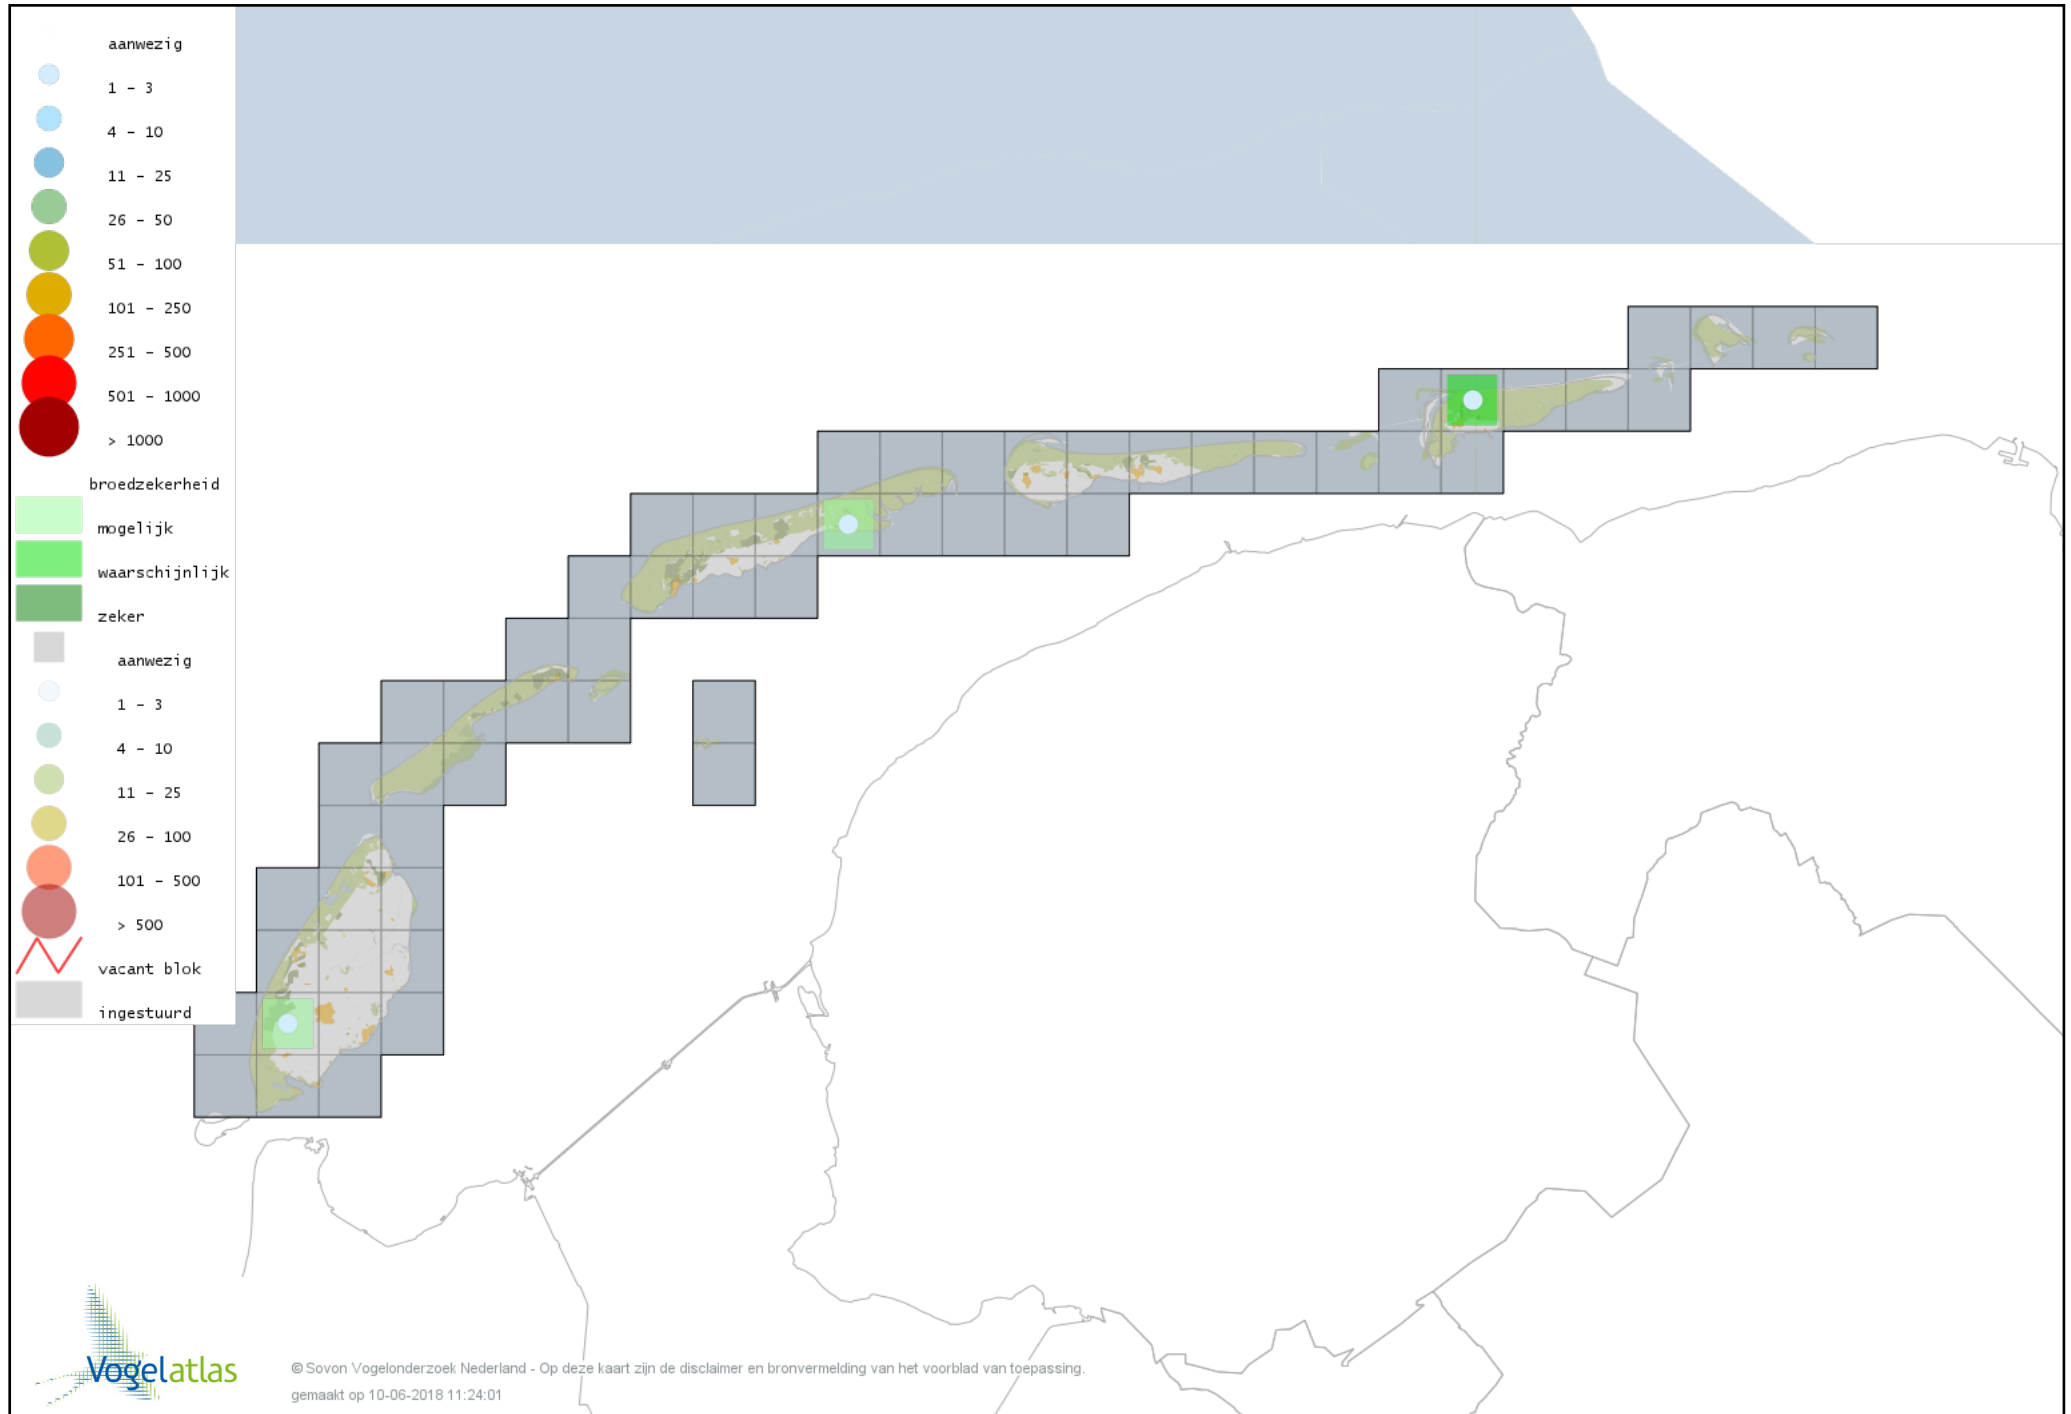 aanwezig
1 - 3
4 - 10
11 - 25
26 - 50
51 - 100
101 - 250
251 - 500
501 - 1000
> 1000
broedzekerheid
mogelijk
waarschijnlijk
zeker
aanwezig
1 - 3
4 - 10
11 - 25
26 - 100
101 - 500
> 500
vacant blok
ingestuurd
Vogelatlas
© Sovon Vogelonderzoek Nederland - Op deze kaart zijn de disclaimer en bronvermelding van het voorblad van toepassing.
gemaakt op 10-06-2018 11:24:01